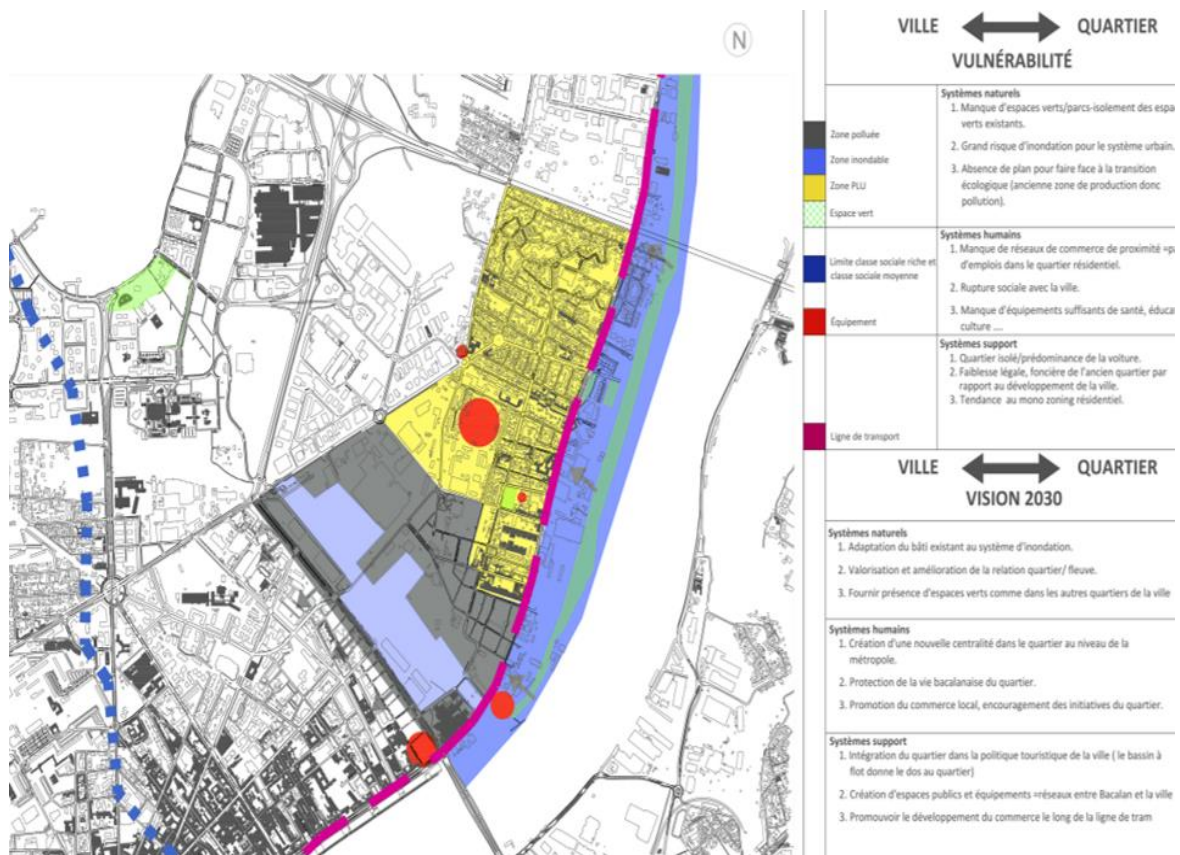 N
VILLE QUARTIER
VULNÉRABILITÉ
Zone polluée
Zone inondable
Zone PLU
Espace vert
Systèmes naturels
1. Manque d'espaces verts/parcs-isolement des espa
verts existants.
2. Grand risque d'inondation pour le système urbain.
3. Absence de plan pour faire face à la transition
écologique (ancienne zone de production donc
pollution).
Limite classe sociale riche et
classe sociale moyenne
Équipement
Systèmes humains
1. Manque de réseaux de commerce de proximité =pa
d'emplois dans le quartier résidentiel.
2. Rupture sociale avec la ville.
3. Manque d'équipements suffisants de santé, éduca
culture ....
Ligne de transport
Systèmes support
1. Quartier isolé/prédominance de la voiture.
2. Faiblesse légale, foncière de l'ancien quartier par
rapport au développement de la ville.
3. Tendance au mono zoning résidentiel.
VILLE QUARTIER
VISION 2030
Systèmes naturels
1. Adaptation du bâti existant au système d'inondation.
2. Valorisation et amélioration de la relation quartier/ fleuve.
3. Fournir présence d'espaces verts comme dans les autres quartiers de la ville
Systèmes humains
1. Création d'une nouvelle centralité dans le quartier au niveau de la
métropole.
2. Protection de la vie bacalanaise du quartier.
3. Promotion du commerce local, encouragement des initiatives du quartier.
Systèmes support
1. Intégration du quartier dans la politique touristique de la ville ( le bassin à
flot donne le dos au quartier)
2. Création d'espaces publics et équipements =réseaux entre Bacalan et la ville
3. Promouvoir le développement du commerce le long de la ligne de tram